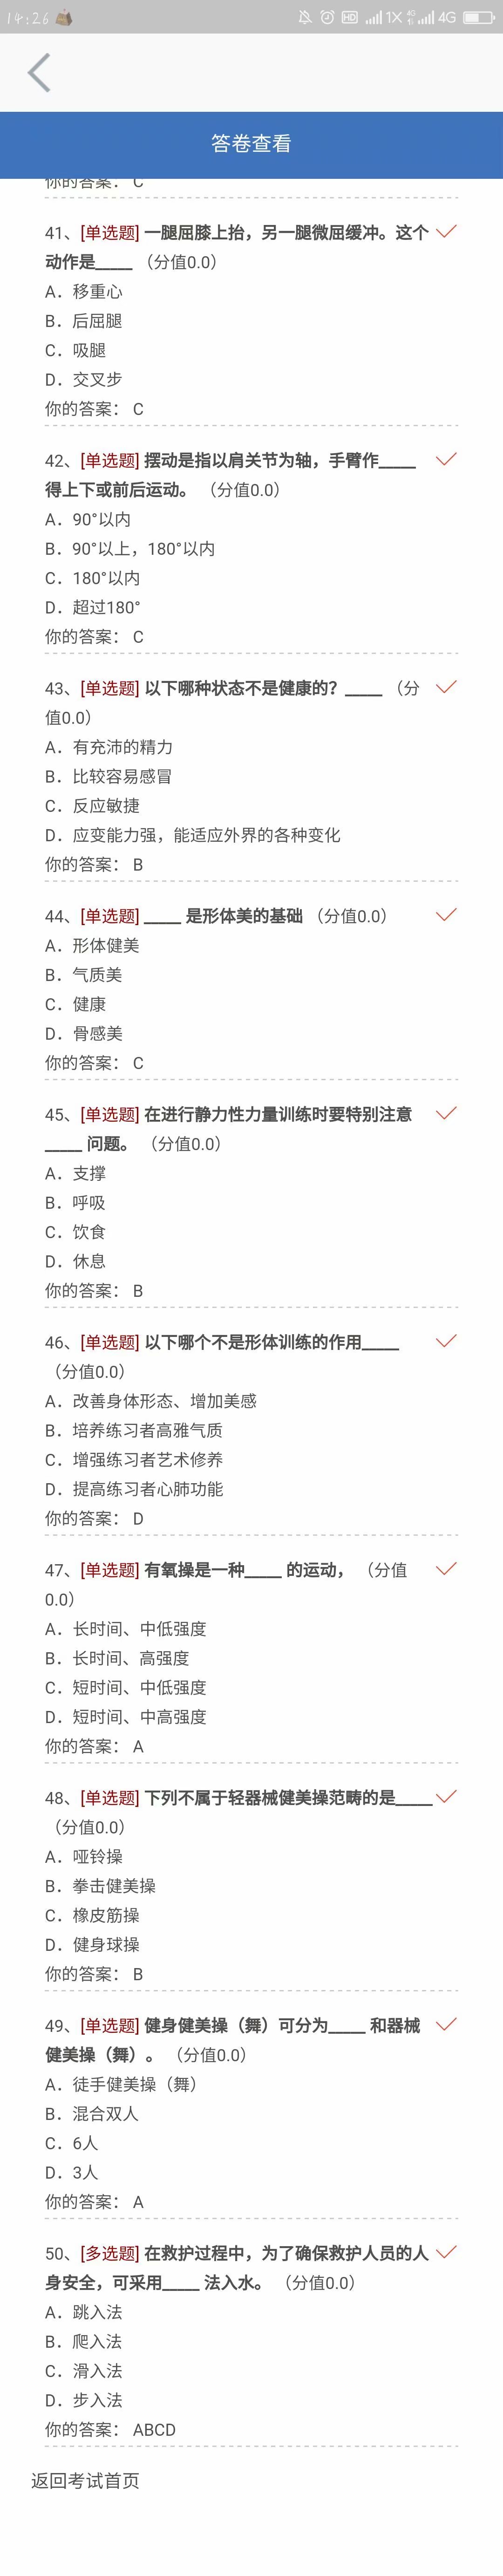 14:26 HD 1X 4G 4G
答卷查看
你的答案： C
41、[单选题] 一腿屈膝上抬，另一腿微屈缓冲。这个
动作是_____ （分值0.0）
A．移重心
B．后屈腿
C．吸腿
D．交叉步
你的答案： C
42、[单选题] 摆动是指以肩关节为轴，手臂作_____
得上下或前后运动。 （分值0.0）
A．90°以内
B．90°以上，180°以内
C．180°以内
D．超过180°
你的答案： C
43、[单选题] 以下哪种状态不是健康的？_____ （分
值0.0）
A．有充沛的精力
B．比较容易感冒
C．反应敏捷
D．应变能力强，能适应外界的各种变化
你的答案： B
44、[单选题] _____ 是形体美的基础 （分值0.0）
A．形体健美
B．气质美
C．健康
D．骨感美
你的答案： C
45、[单选题] 在进行静力性力量训练时要特别注意
_____ 问题。 （分值0.0）
A．支撑
B．呼吸
C．饮食
D．休息
你的答案： B
46、[单选题] 以下哪个不是形体训练的作用_____
（分值0.0）
A．改善身体形态、增加美感
B．培养练习者高雅气质
C．增强练习者艺术修养
D．提高练习者心肺功能
你的答案： D
47、[单选题] 有氧操是一种_____ 的运动， （分值
0.0）
A．长时间、中低强度
B．长时间、高强度
C．短时间、中低强度
D．短时间、中高强度
你的答案： A
48、[单选题] 下列不属于轻器械健美操范畴的是_____
（分值0.0）
A．哑铃操
B．拳击健美操
C．橡皮筋操
D．健身球操
你的答案： B
49、[单选题] 健身健美操（舞）可分为_____ 和器械
健美操（舞）。 （分值0.0）
A．徒手健美操（舞）
B．混合双人
C．6人
D．3人
你的答案： A
50、[多选题] 在救护过程中，为了确保救护人员的人
身安全，可采用_____ 法入水。 （分值0.0）
A．跳入法
B．爬入法
C．滑入法
D．步入法
你的答案： ABCD
返回考试首页